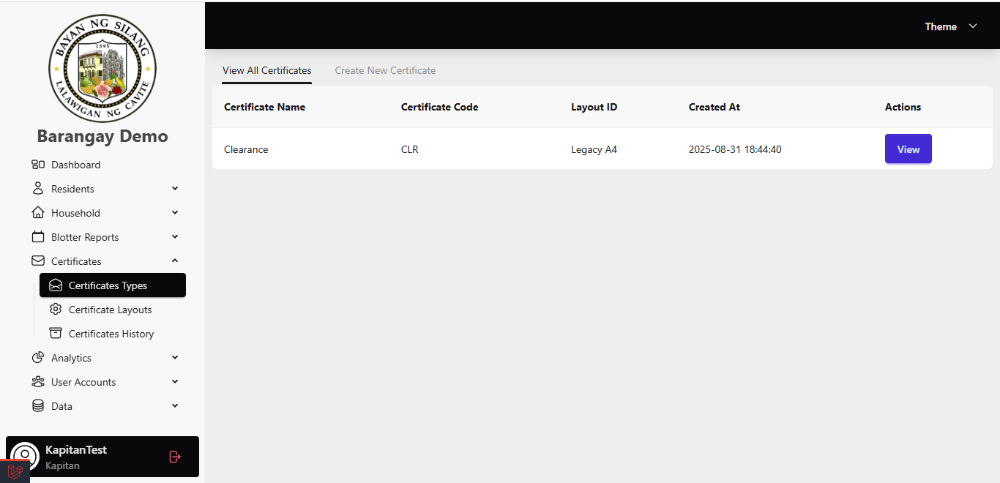 BAYAN NG SILANG
1595
LALAWIGAN NG CAVITE
Barangay Demo
Dashboard
Residents
Household
Blotter Reports
Certificates
Certificates Types
Certificate Layouts
Certificates History
Analytics
User Accounts
Data
KapitanTest
Kapitan
Theme
View All Certificates Create New Certificate
Certificate Name Certificate Code Layout ID Created At Actions
Clearance CLR Legacy A4 2025-08-31 18:44:40 View